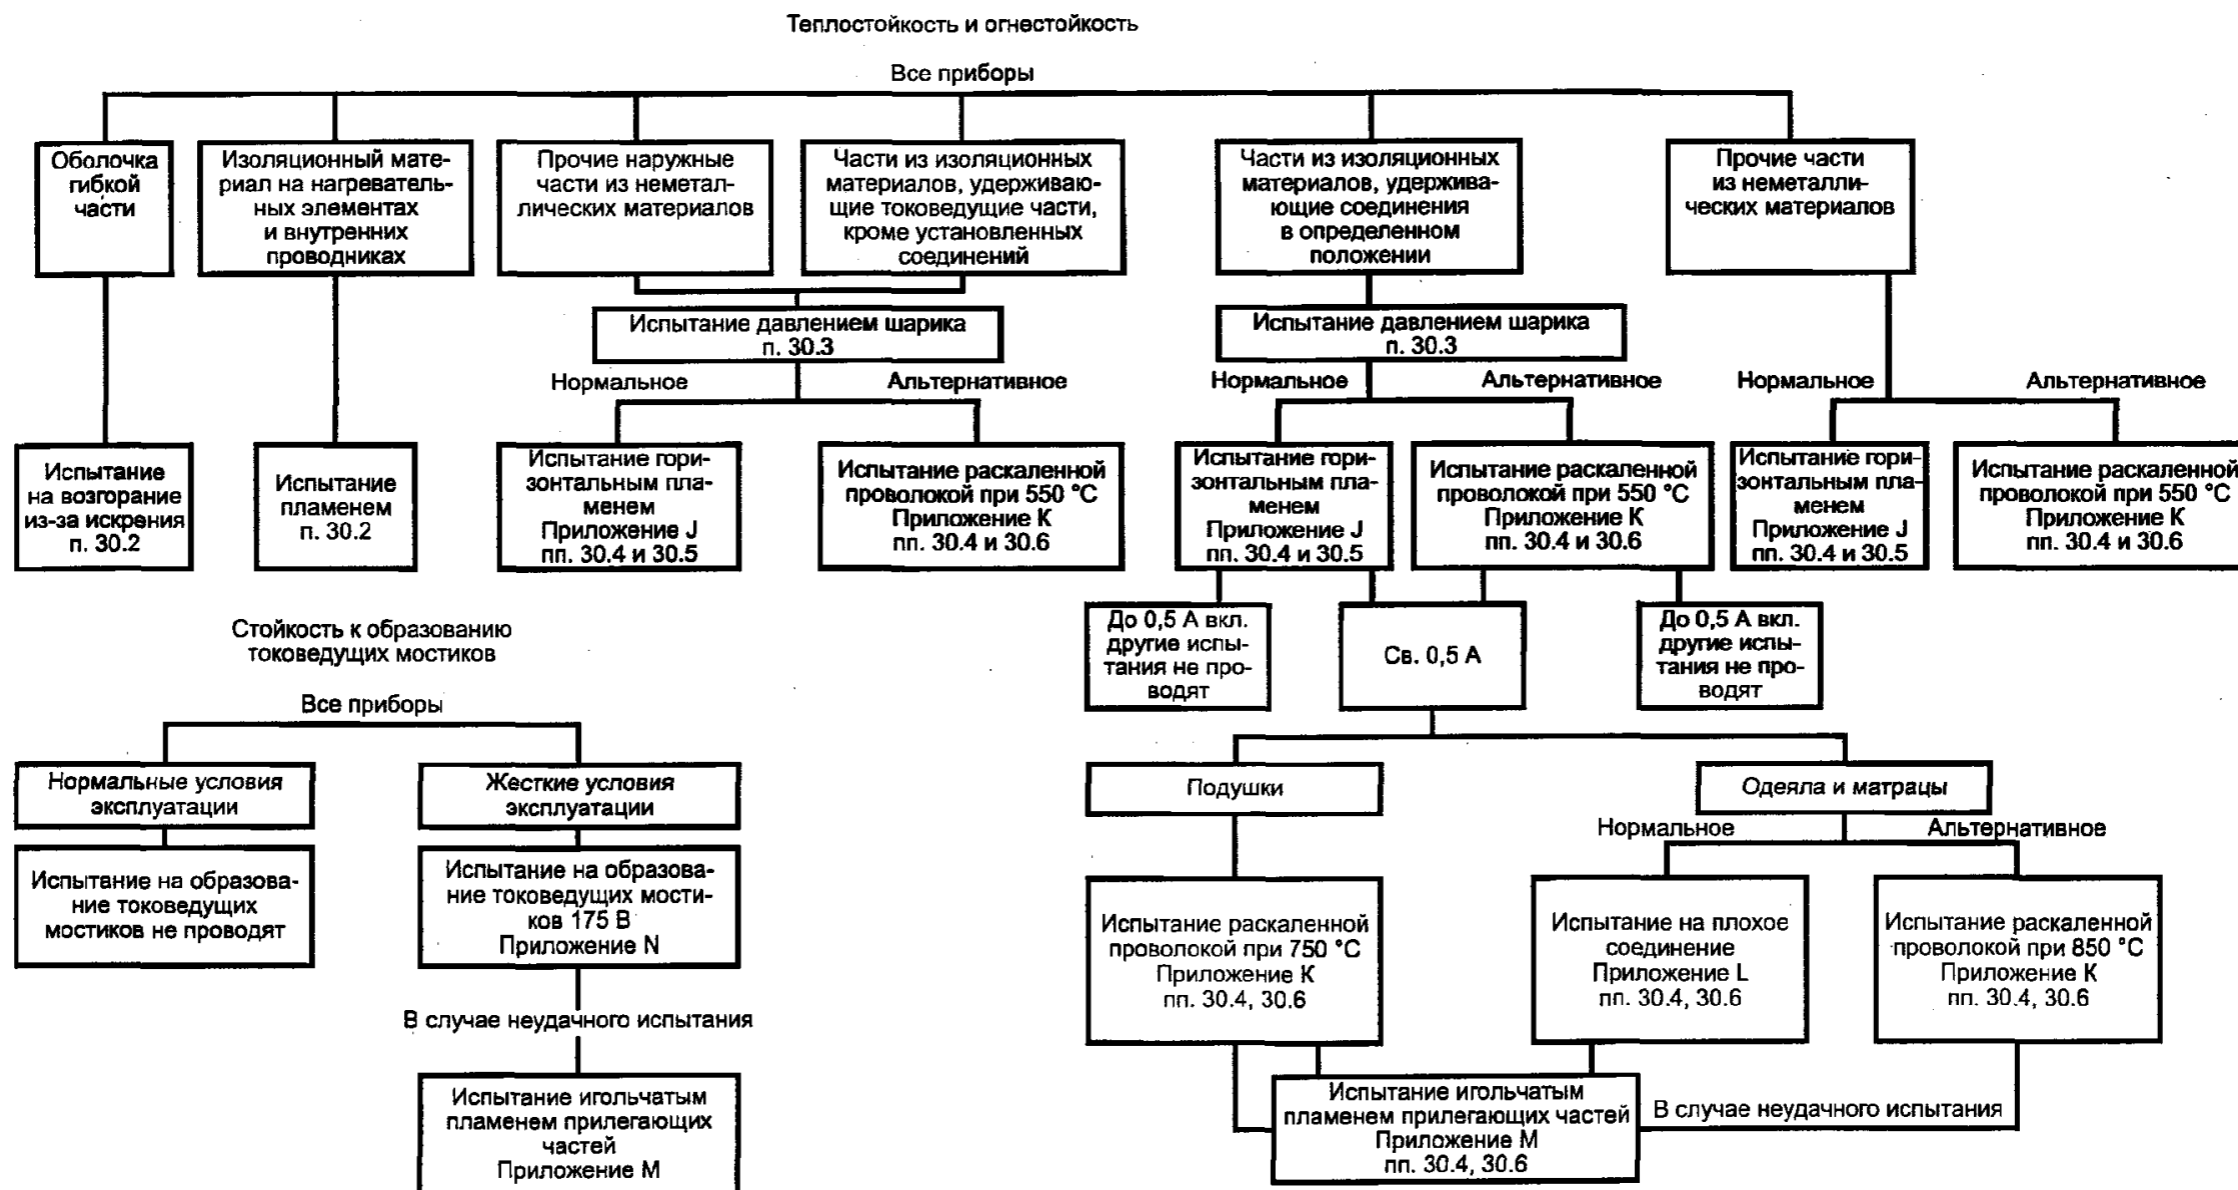 Теплостойкость и огнестойкость
Все приборы
Оболочка
гибкой
части
Изоляционный мате-
риал на нагреватель-
ных элементах
и внутренних
проводниках
Прочие наружные
части из неметал-
лических материалов
Части из изоляционных
материалов, удерживаю-
щие токоведущие части,
кроме установленных
соединений
Части из изоляционных
материалов, удержива-
ющие соединения
в определенном
положении
Прочие части
из неметалли-
ческих материалов
Испытание давлением шарика
п. 30.3
Испытание давлением шарика
п. 30.3
Нормальное
Альтернативное
Нормальное
Альтернативное
Нормальное
Альтернативное
Испытание
на возгорание
из-за искрения
п. 30.2
Испытание
пламенем
п. 30.2
Испытание гори-
зонтальным пла-
менем
Приложение J
пп. 30.4 и 30.5
Испытание раскаленной
проволокой при 550 °С
Приложение К
пп. 30.4 и 30.6
Испытание гори-
зонтальным пла-
менем
Приложение J
пп. 30.4 и 30.5
Испытание раскаленной
проволокой при 550 °С
Приложение К
пп. 30.4 и 30.6
Испытание гори-
зонтальным пла-
менем
Приложение J
пп. 30.4 и 30.5
Испытание раскаленной
проволокой при 550 °С
Приложение К
пп. 30.4 и 30.6
До 0,5 А вкл.
другие испы-
тания не про-
водят
Св. 0,5 А
До 0,5 А вкл.
другие испы-
тания не про-
водят
Подушки
Одеяла и матрацы
Нормальное
Альтернативное
Испытание раскаленной
проволокой при 750 °С
Приложение К
пп. 30.4, 30.6
Испытание на плохое
соединение
Приложение L
пп. 30.4, 30.6
Испытание раскаленной
проволокой при 850 °С
Приложение К
пп. 30.4, 30.6
Испытание игольчатым
пламенем прилегающих частей
Приложение М
пп. 30.4, 30.6
В случае неудачного испытания
Стойкость к образованию
токоведущих мостиков
Все приборы
Нормальные условия
эксплуатации
Жесткие условия
эксплуатации
Испытание на образова-
ние токоведущих
мостиков не проводят
Испытание на образова-
ние токоведущих мости-
ков 175 В
Приложение N
В случае неудачного испытания
Испытание игольчатым
пламенем прилегающих
частей
Приложение М